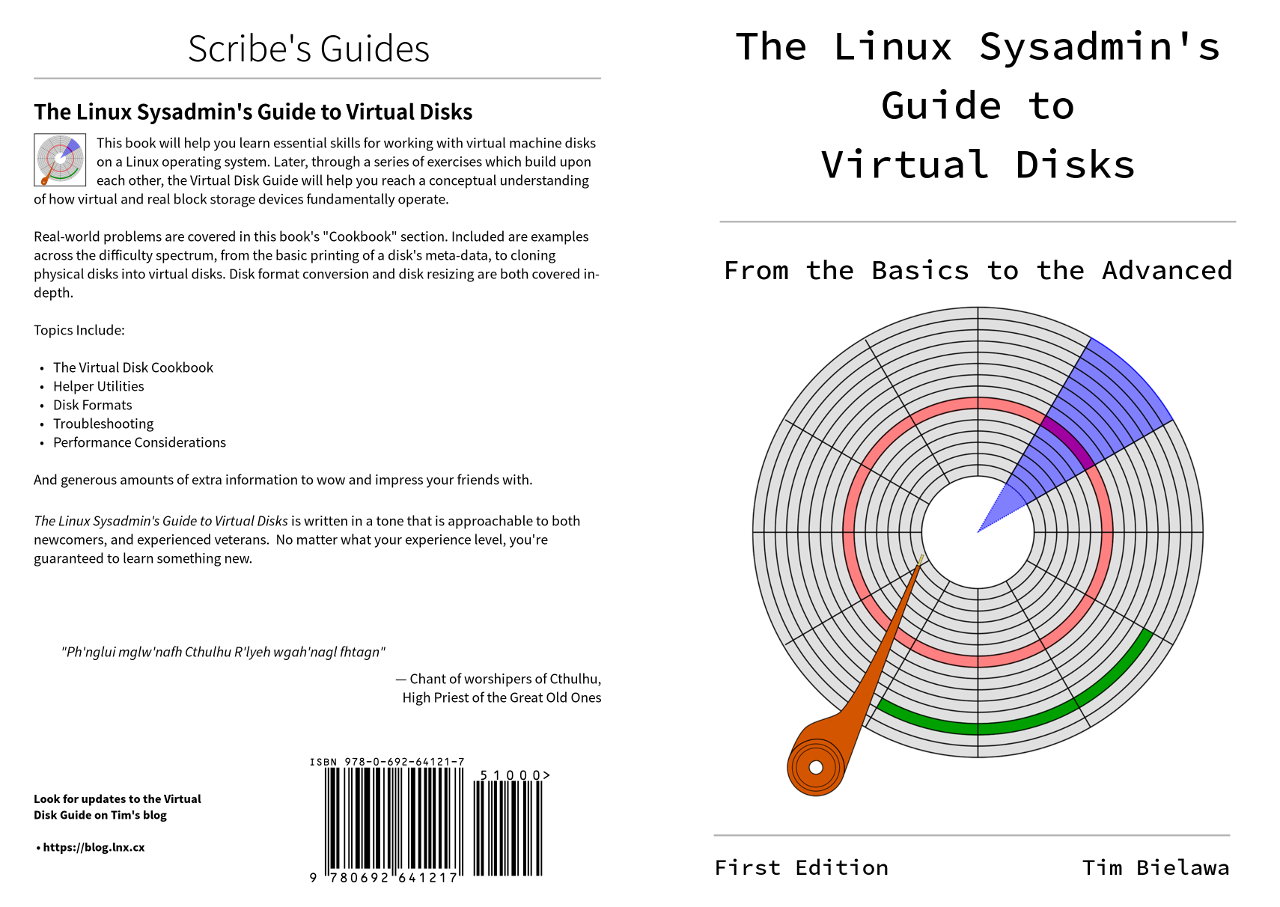 Scribe's Guides
The Linux Sysadmin's Guide to Virtual Disks
This book will help you learn essential skills for working with virtual machine disks
on a Linux operating system. Later, through a series of exercises which build upon
each other, the Virtual Disk Guide will help you reach a conceptual understanding
of how virtual and real block storage devices fundamentally operate.
Real-world problems are covered in this book's "Cookbook" section. Included are examples
across the difficulty spectrum, from the basic printing of a disk's meta-data, to cloning
physical disks into virtual disks. Disk format conversion and disk resizing are both covered in-
depth.
Topics Include:
• The Virtual Disk Cookbook
• Helper Utilities
• Disk Formats
• Troubleshooting
• Performance Considerations
And generous amounts of extra information to wow and impress your friends with.
The Linux Sysadmin's Guide to Virtual Disks is written in a tone that is approachable to both
newcomers, and experienced veterans.  No matter what your experience level, you're
guaranteed to learn something new.
"Ph'nglui mglw'nafh Cthulhu R'lyeh wgah'nagl fhtagn"
— Chant of worshipers of Cthulhu,
High Priest of the Great Old Ones
Look for updates to the Virtual
Disk Guide on Tim's blog
• https://blog.lnx.cx
ISBN 978-0-692-64121-7
51000>
9 780692 641217
The Linux Sysadmin's
Guide to
Virtual Disks
From the Basics to the Advanced
First Edition
Tim Bielawa